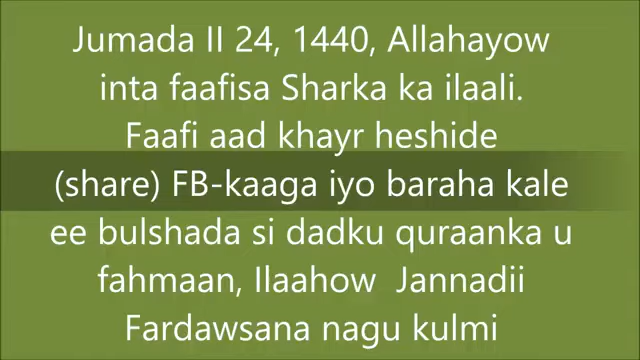 Jumada II 24, 1440, Allahayow
inta faafisa Sharka ka ilaali.
Faafi aad khayr heshide
(share) FB-kaaga iyo baraha kale
ee bulshada si dadku quraanka u
fahmaan, Ilaahow Jannadii
Fardawsana nagu kulmi